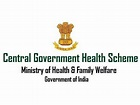 Central Government Health Scheme
Ministry of Health & Family Welfare
Government of India